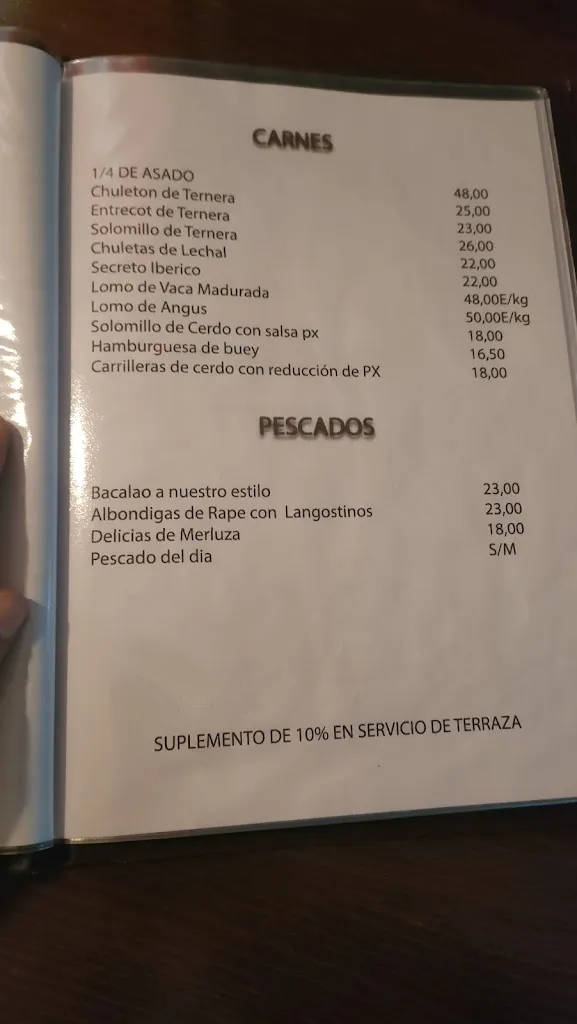 CARNES
1/4 DE ASADO 48,00
Chuleton de Ternera 25,00
Entrecot de Ternera 23,00
Solomillo de Ternera 26,00
Chuletas de Lechal 22,00
Secreto Iberico 22,00
Lomo de Vaca Madurada 48,00E/kg
Lomo de Angus 50,00E/kg
Solomillo de Cerdo con salsa px 18,00
Hamburguesa de buey 16,50
Carrilleras de cerdo con reducción de PX 18,00
PESCADOS
Bacalao a nuestro estilo 23,00
Albondigas de Rape con Langostinos 23,00
Delicias de Merluza 18,00
Pescado del dia S/M
SUPLEMENTO DE 10% EN SERVICIO DE TERRAZA